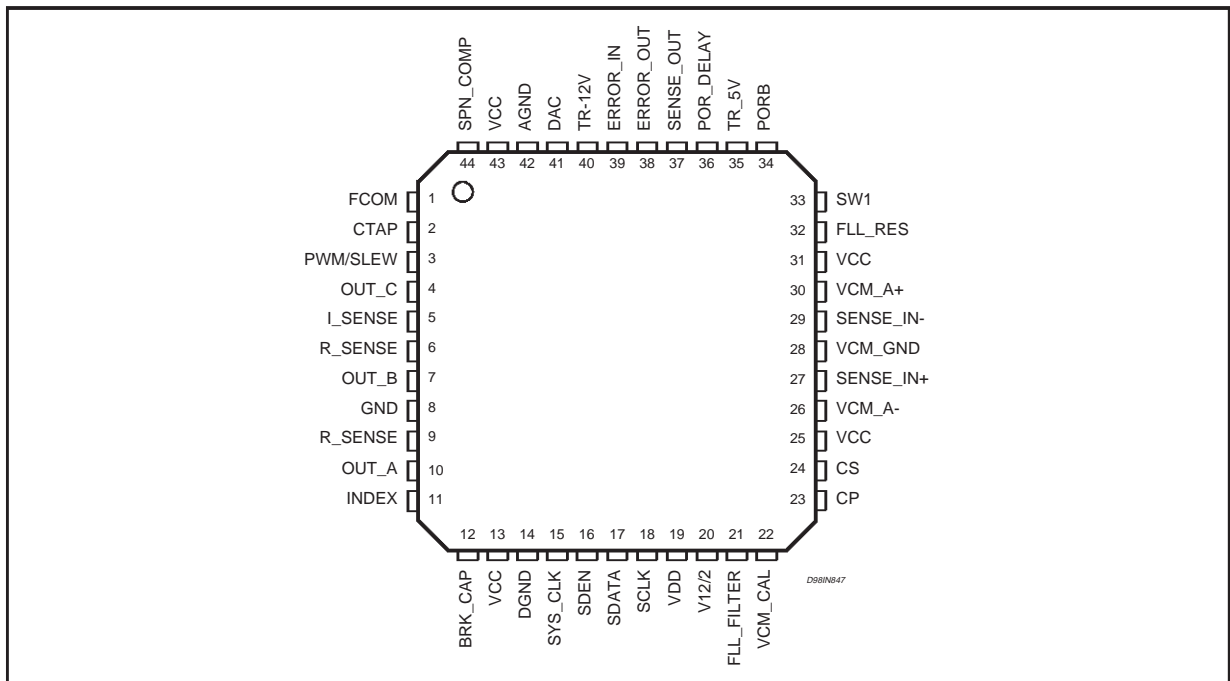 SPN_COMP
VCC
AGND
DAC
TR-12V
ERROR_IN
ERROR_OUT
SENSE_OUT
POR_DELAY
TR_5V
PORB
44 43 42 41 40 39 38 37 36 35 34
FCOM 1 33 SW1
CTAP 2 32 FLL_RES
PWM/SLEW 3 31 VCC
OUT_C 4 30 VCM_A+
I_SENSE 5 29 SENSE_IN-
R_SENSE 6 28 VCM_GND
OUT_B 7 27 SENSE_IN+
GND 8 26 VCM_A-
R_SENSE 9 25 VCC
OUT_A 10 24 CS
INDEX 11 23 CP
12 13 14 15 16 17 18 19 20 21 22
BRK_CAP
VCC
DGND
SYS_CLK
SDEN
SDATA
SCLK
VDD
V12/2
FLL_FILTER
VCM_CAL
D98IN847